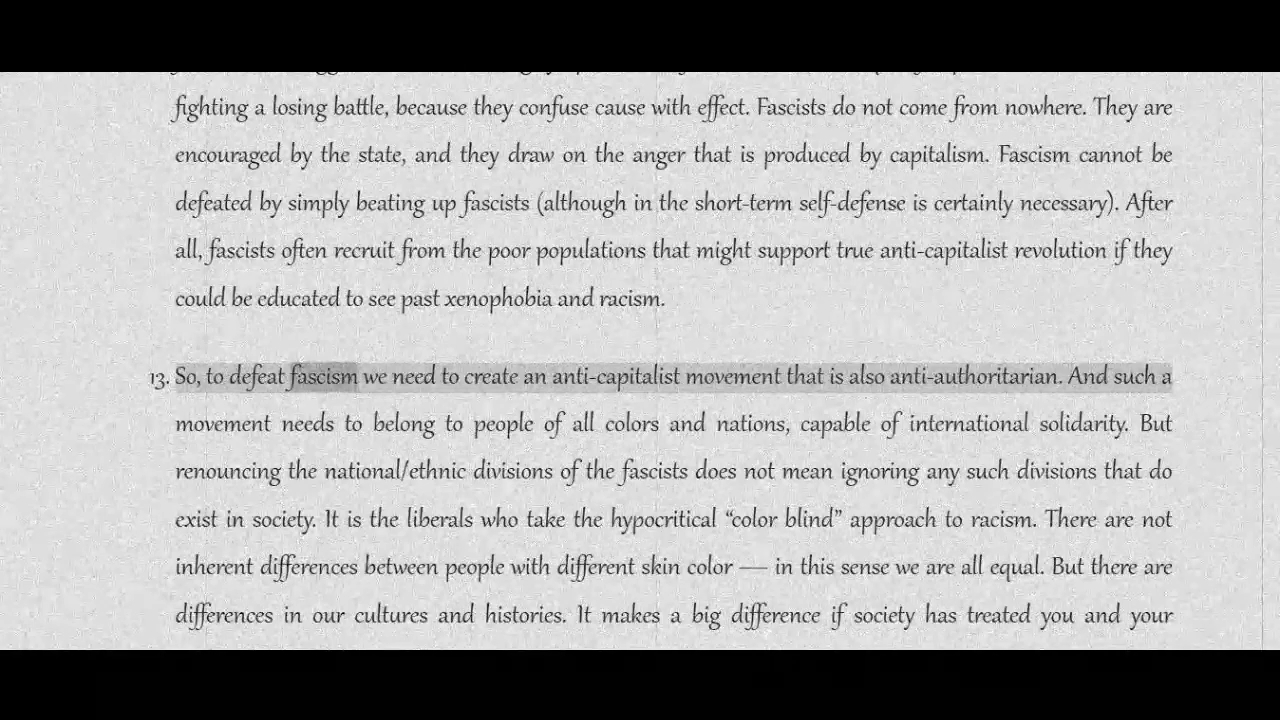 fighting a losing battle, because they confuse cause with effect. Fascists do not come from nowhere. They are
encouraged by the state, and they draw on the anger that is produced by capitalism. Fascism cannot be
defeated by simply beating up fascists (although in the short-term self-defense is certainly necessary). After
all, fascists often recruit from the poor populations that might support true anti-capitalist revolution if they
could be educated to see past xenophobia and racism.
13. So, to defeat fascism we need to create an anti-capitalist movement that is also anti-authoritarian. And such a
movement needs to belong to people of all colors and nations, capable of international solidarity. But
renouncing the national/ethnic divisions of the fascists does not mean ignoring any such divisions that do
exist in society. It is the liberals who take the hypocritical “color blind” approach to racism. There are not
inherent differences between people with different skin color — in this sense we are all equal. But there are
differences in our cultures and histories. It makes a big difference if society has treated you and your